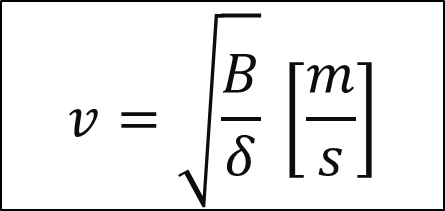 v = √(B/δ) [m/s]